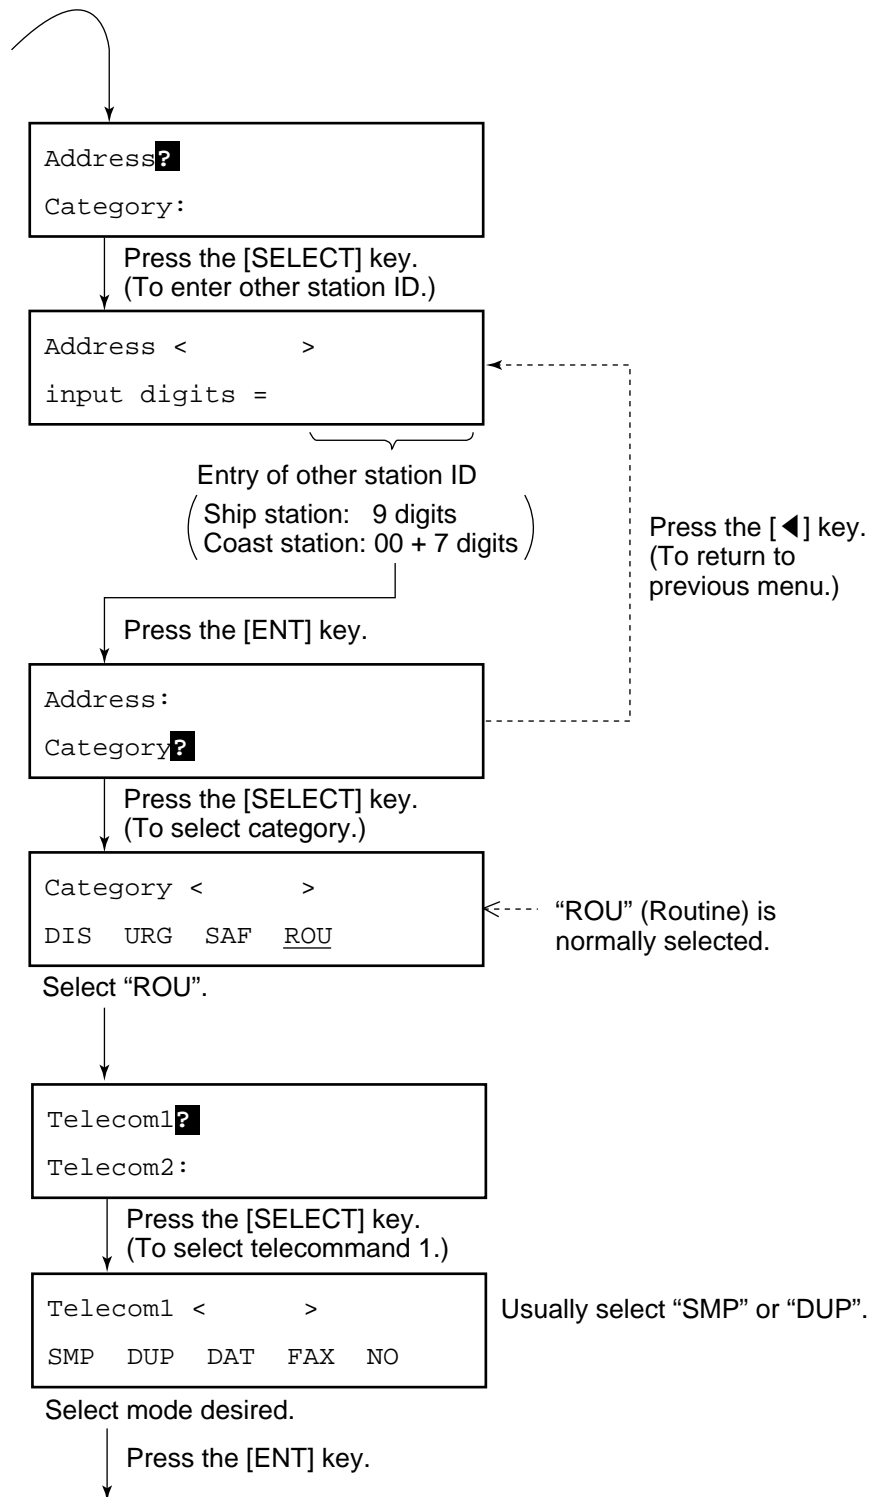 Address?
Category:
Press the [SELECT] key.
(To enter other station ID.)
Address < >
input digits =
Entry of other station ID
Ship station: 9 digits
Coast station: 00 + 7 digits
Press the [◀] key.
(To return to
previous menu.)
Press the [ENT] key.
Address:
Category?
Press the [SELECT] key.
(To select category.)
Category < >
DIS URG SAF ROU
“ROU” (Routine) is
normally selected.
Select “ROU”.
Telecom1?
Telecom2:
Press the [SELECT] key.
(To select telecommand 1.)
Telecom1 < >
SMP DUP DAT FAX NO
Usually select “SMP” or “DUP”.
Select mode desired.
Press the [ENT] key.